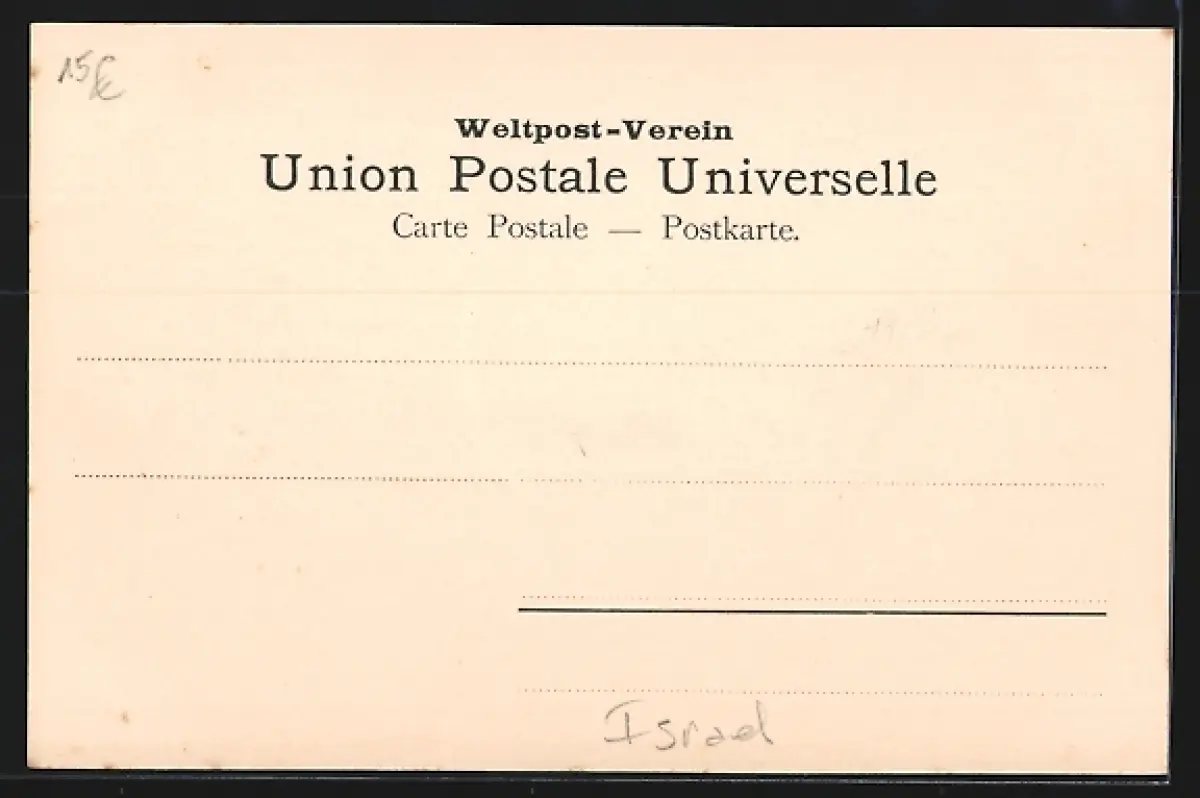 15€
Weltpost-Verein
Union Postale Universelle
Carte Postale — Postkarte.
Israel